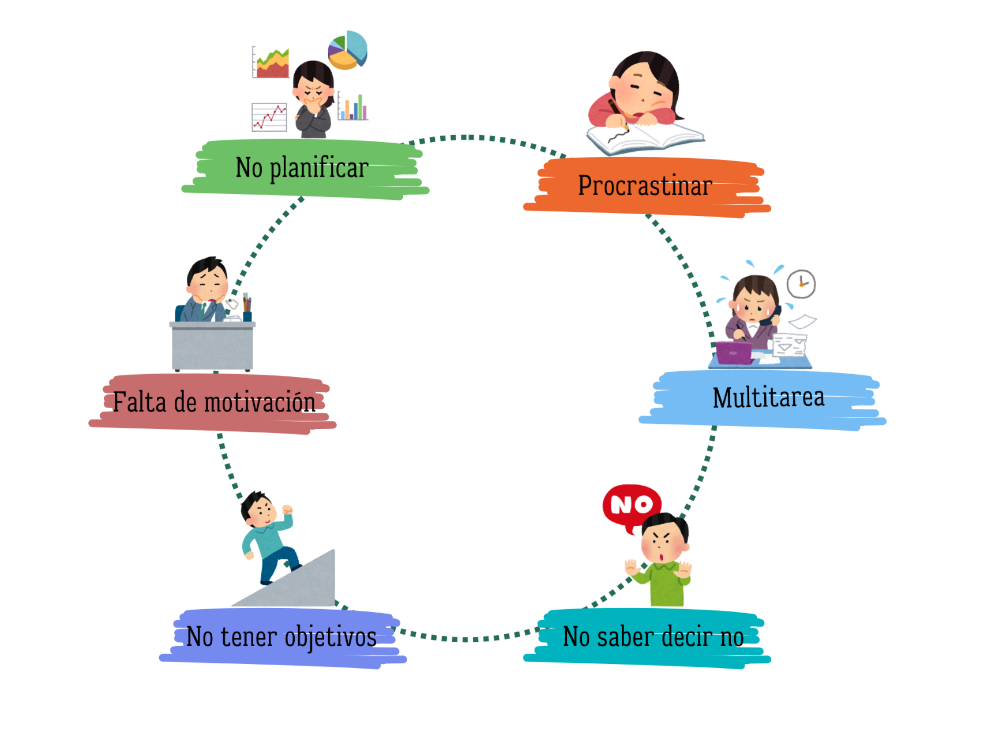 No planificar
Procrastinar
Falta de motivación
Multitarea
NO
No tener objetivos
No saber decir no